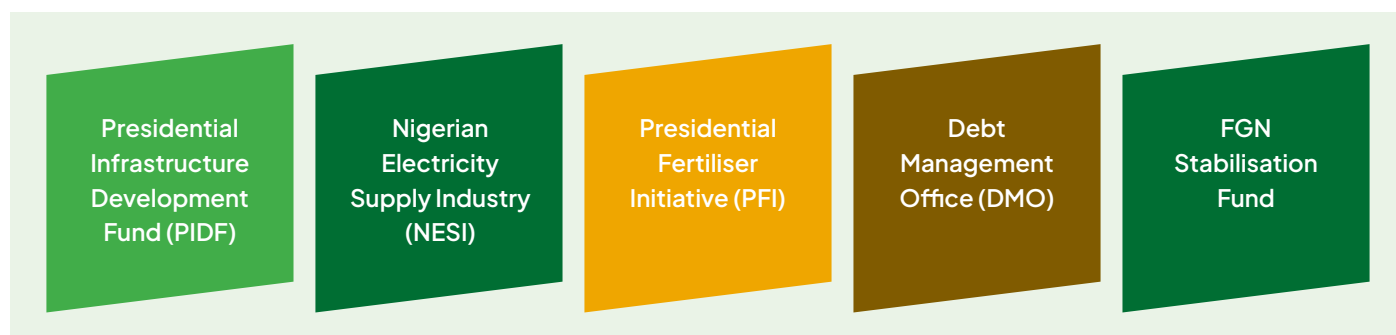 Presidential
Infrastructure
Development
Fund (PIDF)
Nigerian
Electricity
Supply Industry
(NESI)
Presidential
Fertiliser
Initiative (PFI)
Debt
Management
Office (DMO)
FGN
Stabilisation
Fund